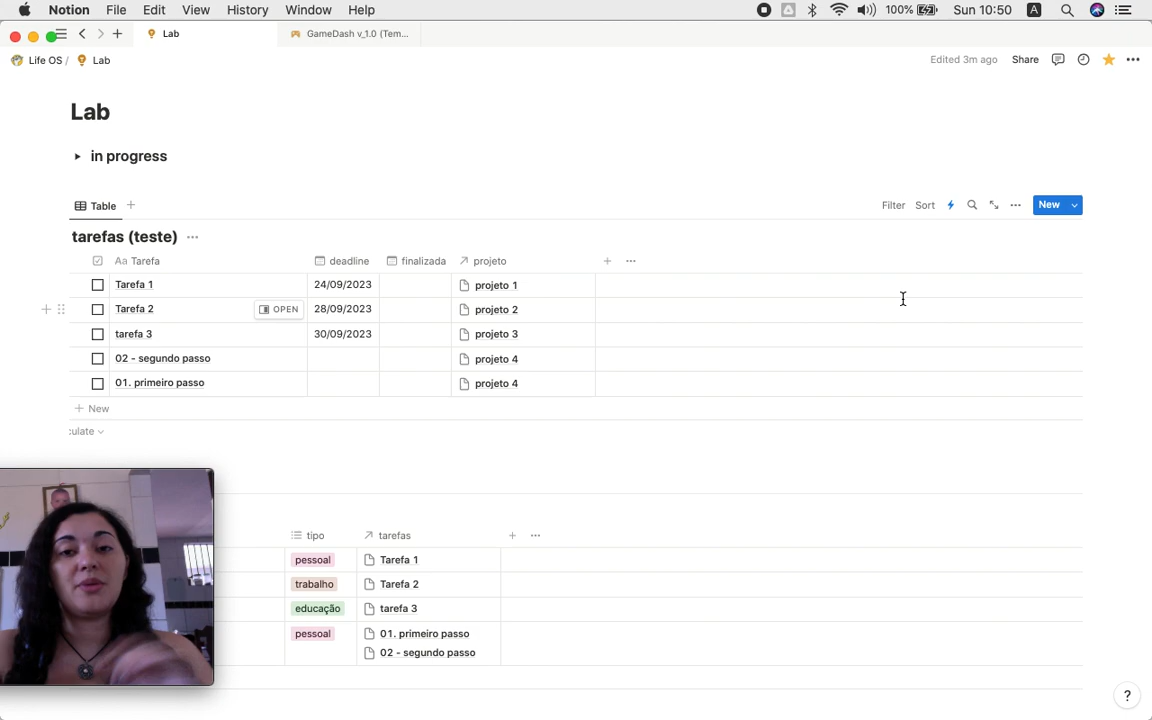 Notion File Edit View History Window Help 100% Sun 10:50 A
Lab GameDash v_1.0 (Tem...
Life OS / Lab Edited 3m ago Share
Lab
in progress
Table Filter Sort New
tarefas (teste)
Aa Tarefa deadline finalizada projeto
Tarefa 1 24/09/2023 projeto 1
Tarefa 2 OPEN 28/09/2023 projeto 2
tarefa 3 30/09/2023 projeto 3
02 - segundo passo projeto 4
01. primeiro passo projeto 4
New
culate
tipo tarefas
pessoal Tarefa 1
trabalho Tarefa 2
educação tarefa 3
pessoal 01. primeiro passo
02 - segundo passo
?